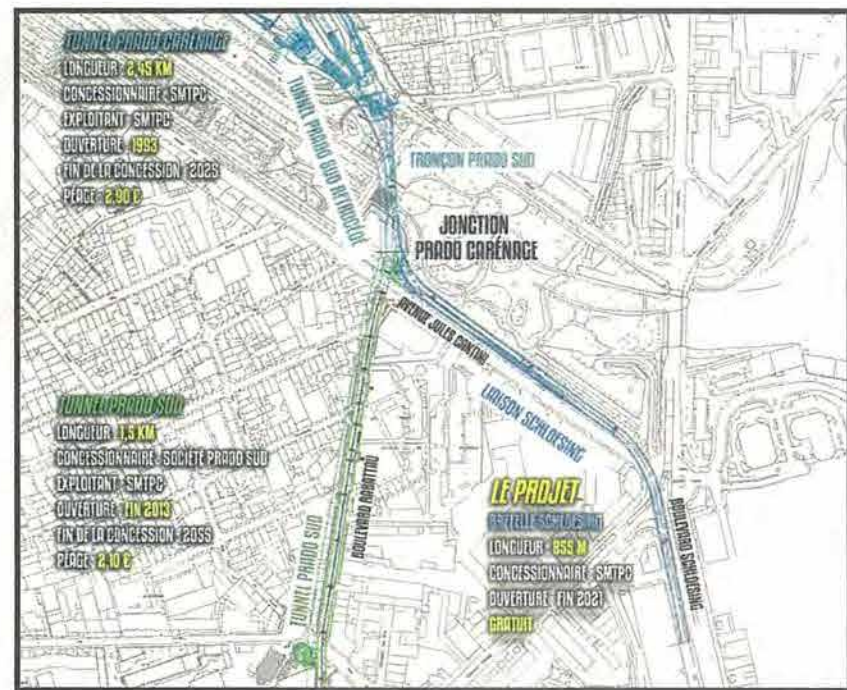 TUNNEL PRADO CARÉNAGE
LONGUEUR : 2,45 KM
CONCESSIONNAIRE : SMTPC
EXPLOITANT : SMTPC
OUVERTURE : 1993
FIN DE LA CONCESSION : 2025
PÉAGE : 2,90 €
TUNNEL PRADO SUD
TRONÇON PRADO SUD
JONCTION
PRADO CARÉNAGE
AVENUE JULES CANTINI
LIAISON SCHLOESING
TUNNEL PRADO SUD
LONGUEUR : 1,5 KM
CONCESSIONNAIRE : SOCIÉTÉ PRADO SUD
EXPLOITANT : SMTPC
OUVERTURE : FIN 2013
FIN DE LA CONCESSION : 2055
PÉAGE : 2,10 €
TUNNEL PRADO SUD
BOULEVARD RABATTAU
LE PROJET
BRETELLE SCHLOESING
LONGUEUR : 855 M
CONCESSIONNAIRE : SMTPC
OUVERTURE : FIN 2021
GRATUIT
BOULEVARD SCHLOESING